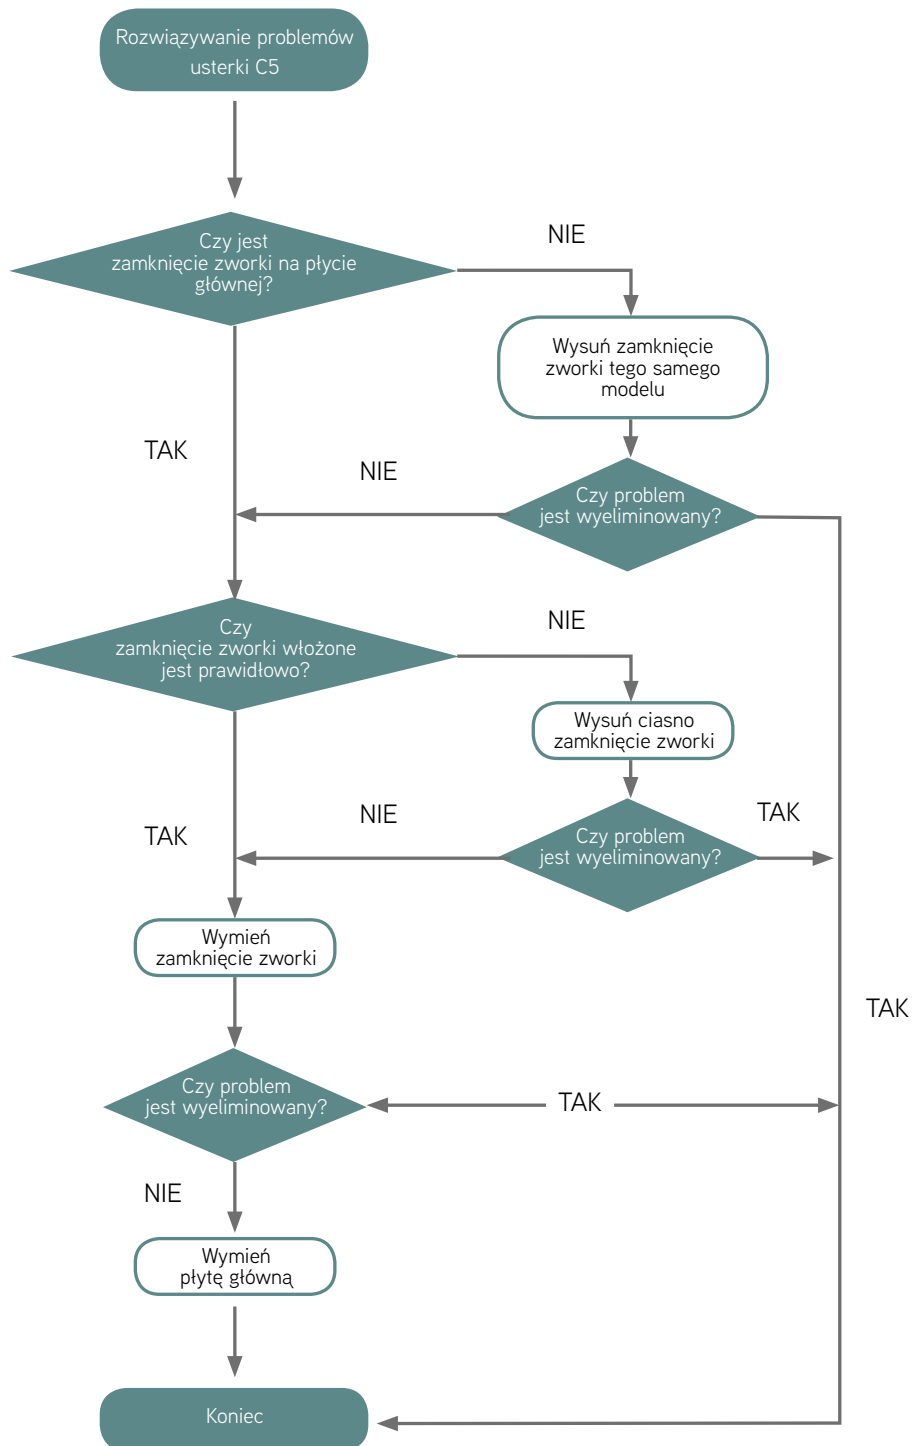 Rozwiązywanie problemów
usterki C5
Czy jest
zamknięcie zworki na płycie
głównej?
NIE
Wysuń zamknięcie
zworki tego samego
modelu
TAK
NIE
Czy problem
jest wyeliminowany?
Czy
zamknięcie zworki włożone
jest prawidłowo?
NIE
Wysuń ciasno
zamknięcie zworki
TAK
NIE
Czy problem
jest wyeliminowany?
TAK
Wymień
zamknięcie zworki
TAK
Czy problem
jest wyeliminowany?
TAK
NIE
Wymień
płytę główną
Koniec